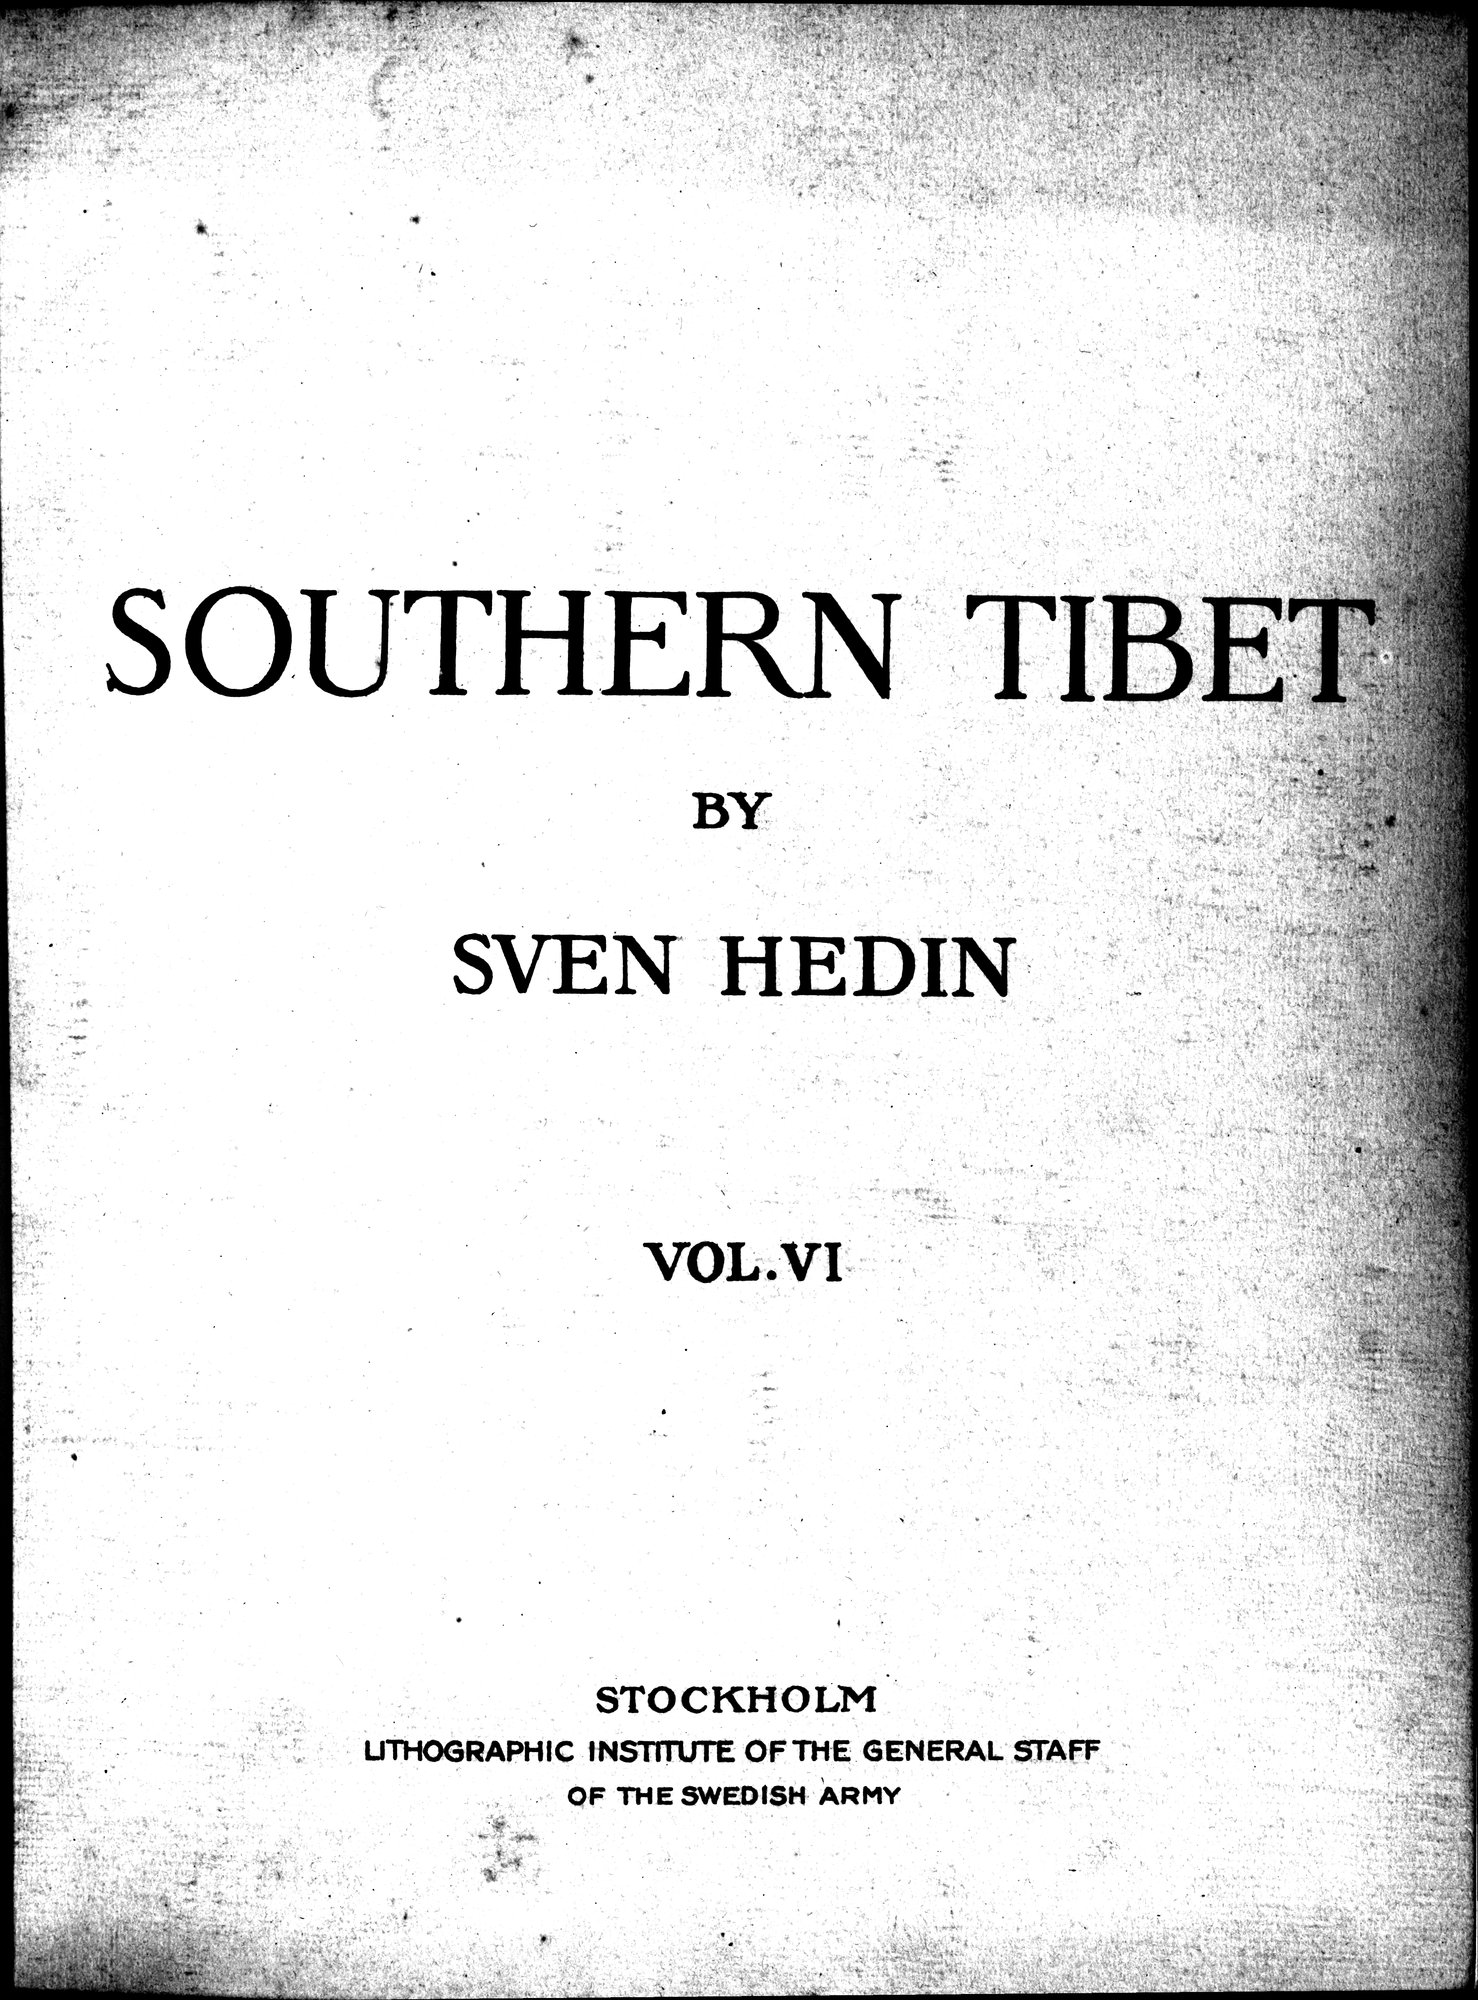 SOUTHERN TIBET
BY
SVEN HEDIN
VOL. VI
STOCKHOLM
LITHOGRAPHIC INSTITUTE OF THE GENERAL STAFF
OF THE SWEDISH ARMY